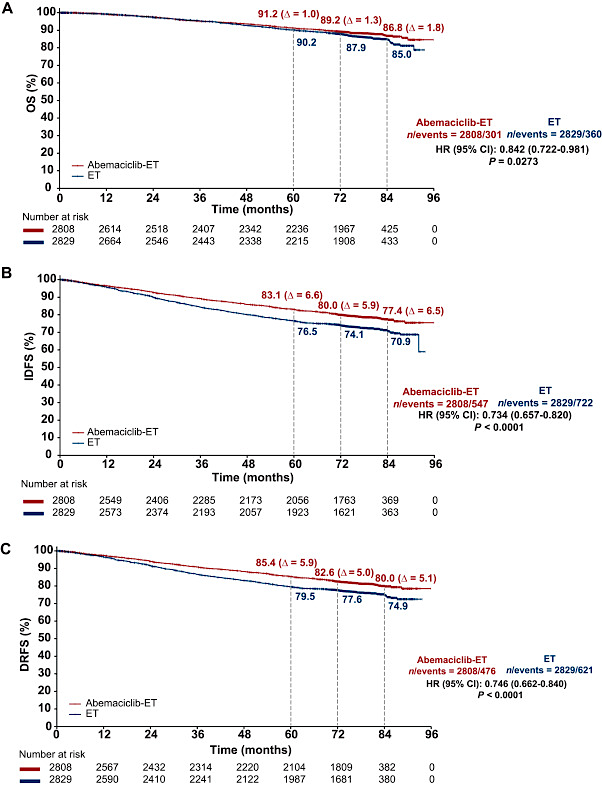 A
91.2 (Δ = 1.0)
89.2 (Δ = 1.3)
86.8 (Δ = 1.8)
100
90
80
70
60
50
40
30
20
10
0
OS (%)
90.2
87.9
85.0
Abemaciclib-ET
n/events = 2808/301
ET
n/events = 2829/360
HR (95% CI): 0.842 (0.722-0.981)
P = 0.0273
Abemaciclib-ET
ET
0 12 24 36 48 60 72 84 96
Time (months)
Number at risk
2808 2614 2518 2407 2342 2236 1967 425 0
2829 2664 2546 2443 2338 2215 1908 433 0
B
83.1 (Δ = 6.6)
80.0 (Δ = 5.9)
77.4 (Δ = 6.5)
100
90
80
70
60
50
40
30
20
10
0
IDFS (%)
76.5
74.1
70.9
Abemaciclib-ET
n/events = 2808/547
ET
n/events = 2829/722
HR (95% CI): 0.734 (0.657-0.820)
P < 0.0001
Abemaciclib-ET
ET
0 12 24 36 48 60 72 84 96
Time (months)
Number at risk
2808 2549 2406 2285 2173 2056 1763 369 0
2829 2573 2374 2193 2057 1923 1621 363 0
C
85.4 (Δ = 5.9)
82.6 (Δ = 5.0)
80.0 (Δ = 5.1)
100
90
80
70
60
50
40
30
20
10
0
DRFS (%)
79.5
77.6
74.9
Abemaciclib-ET
n/events = 2808/476
ET
n/events = 2829/621
HR (95% CI): 0.746 (0.662-0.840)
P < 0.0001
Abemaciclib-ET
ET
0 12 24 36 48 60 72 84 96
Time (months)
Number at risk
2808 2567 2432 2314 2220 2104 1809 382 0
2829 2590 2410 2241 2122 1987 1681 380 0